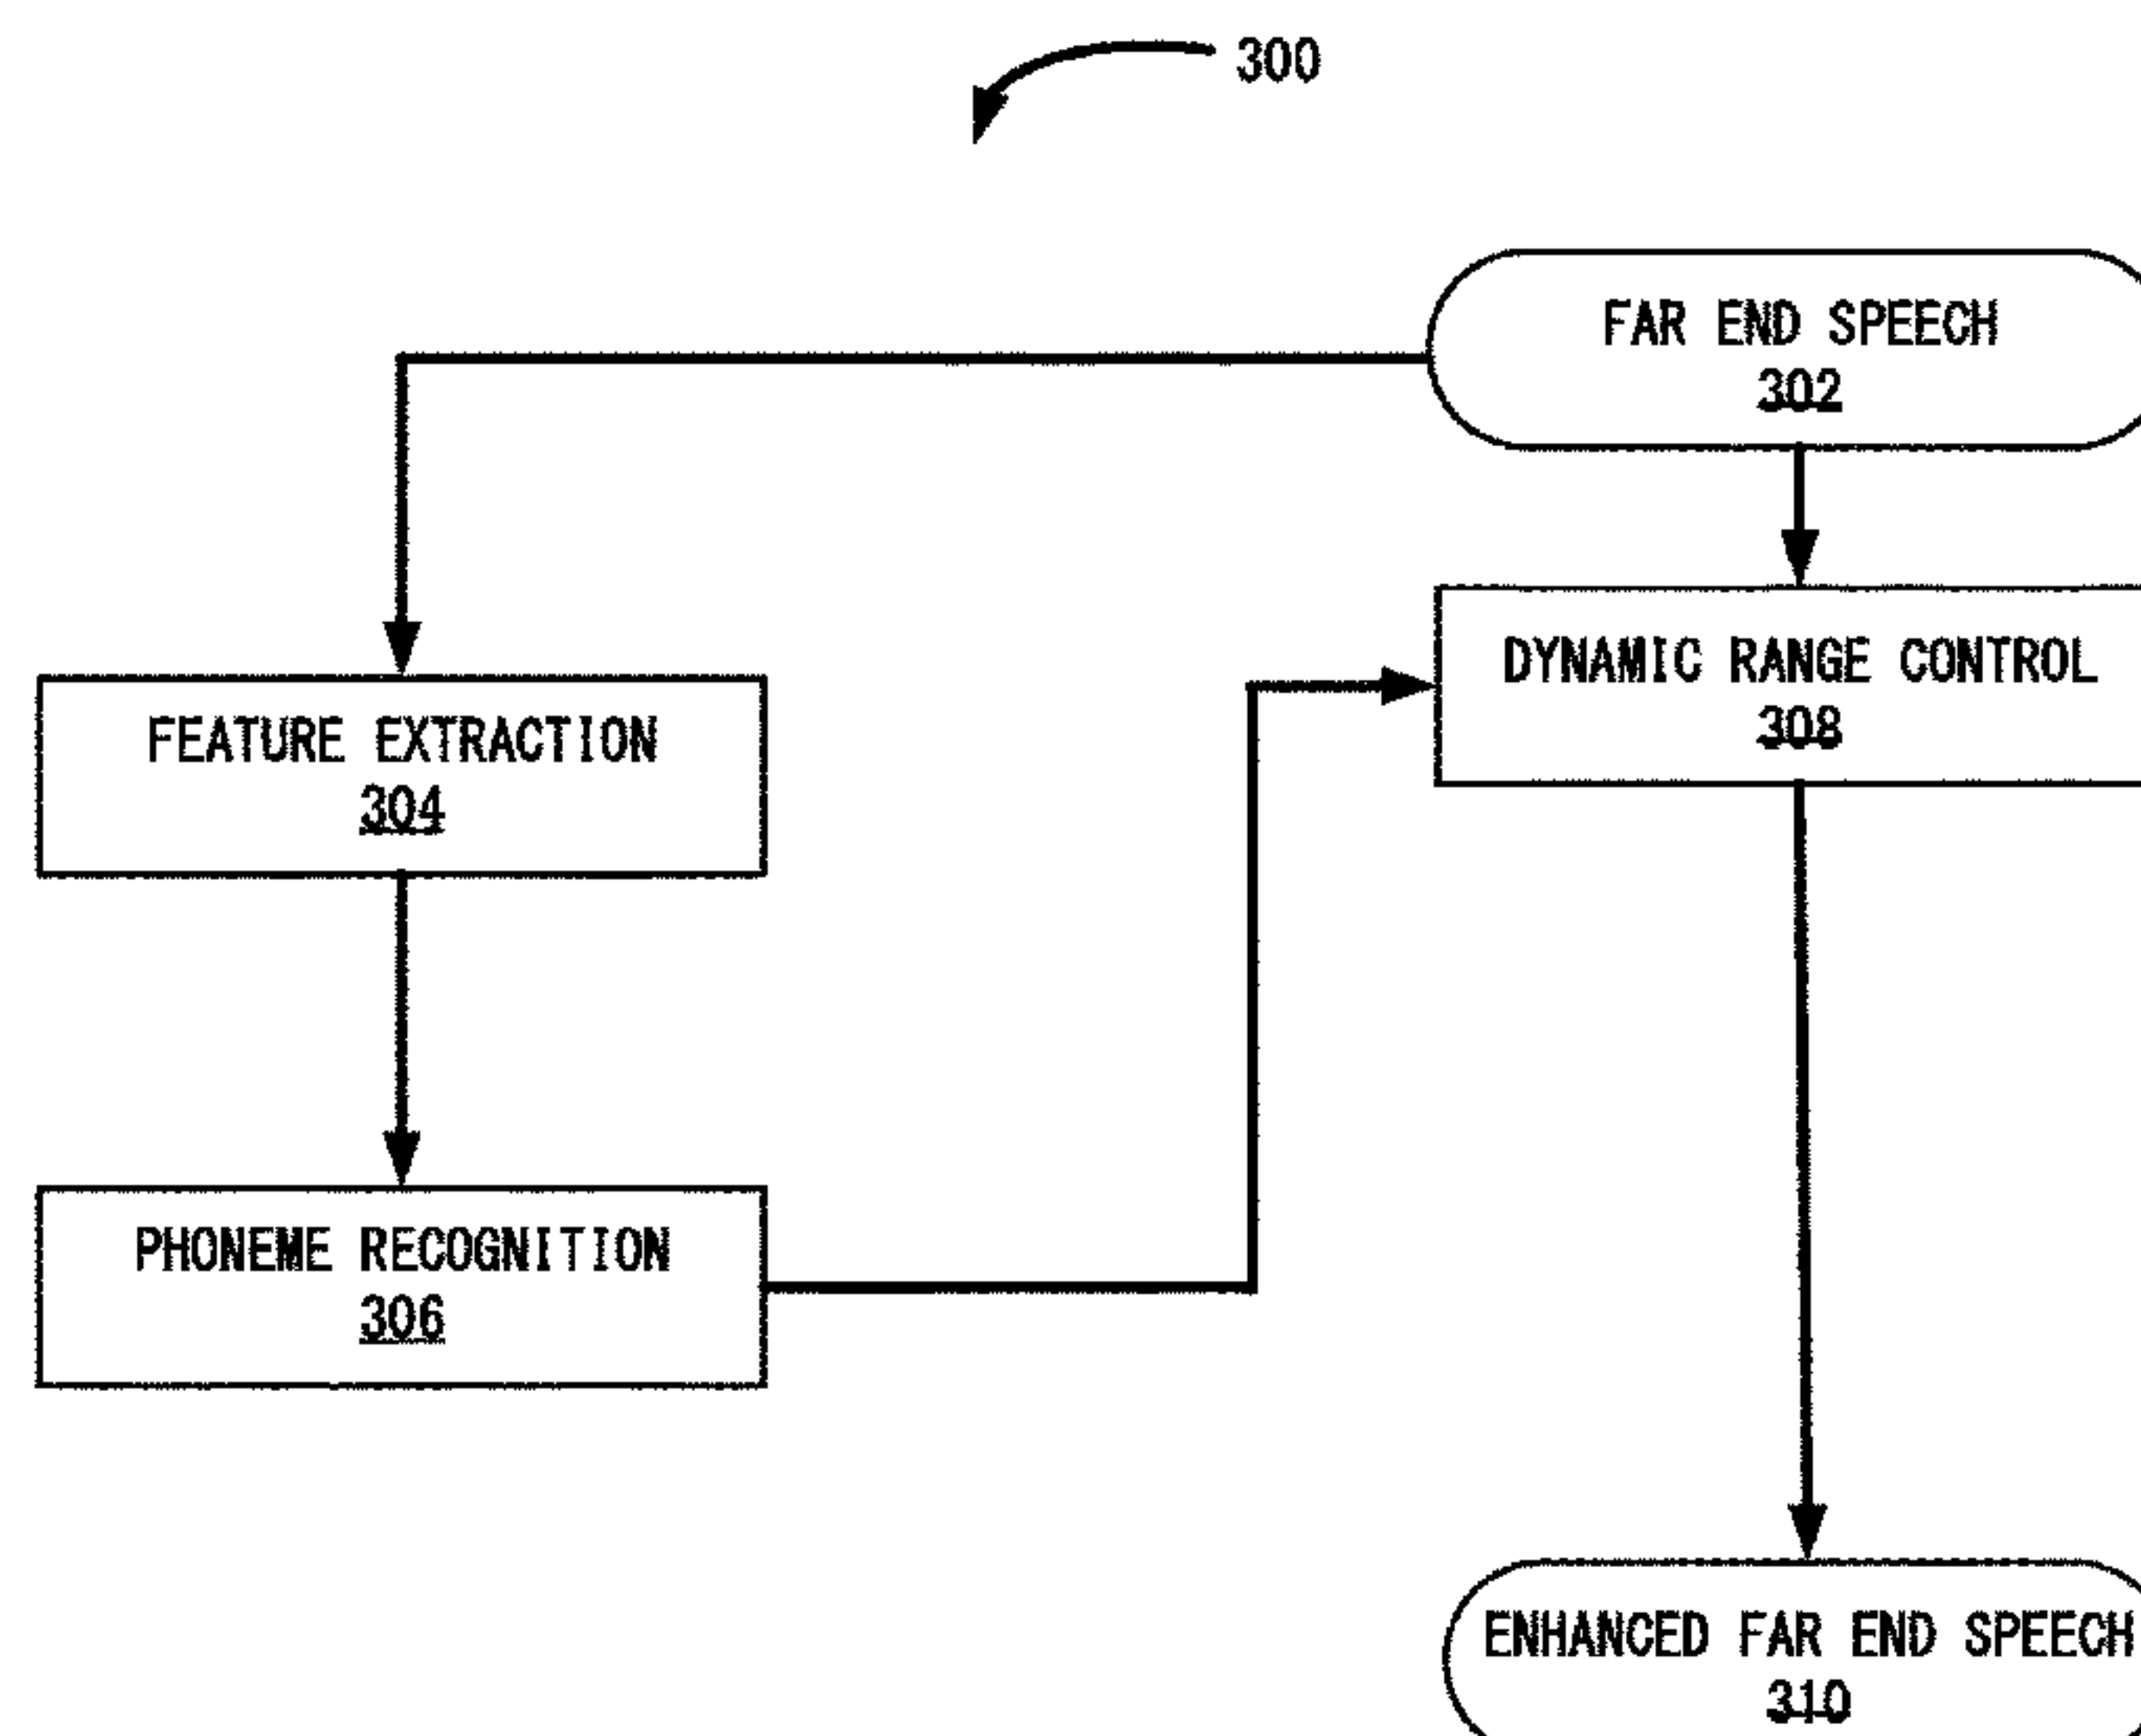 300
FAR END SPEECH
302
DYNAMIC RANGE CONTROL
308
FEATURE EXTRACTION
304
PHONEME RECOGNITION
306
ENHANCED FAR END SPEECH
310